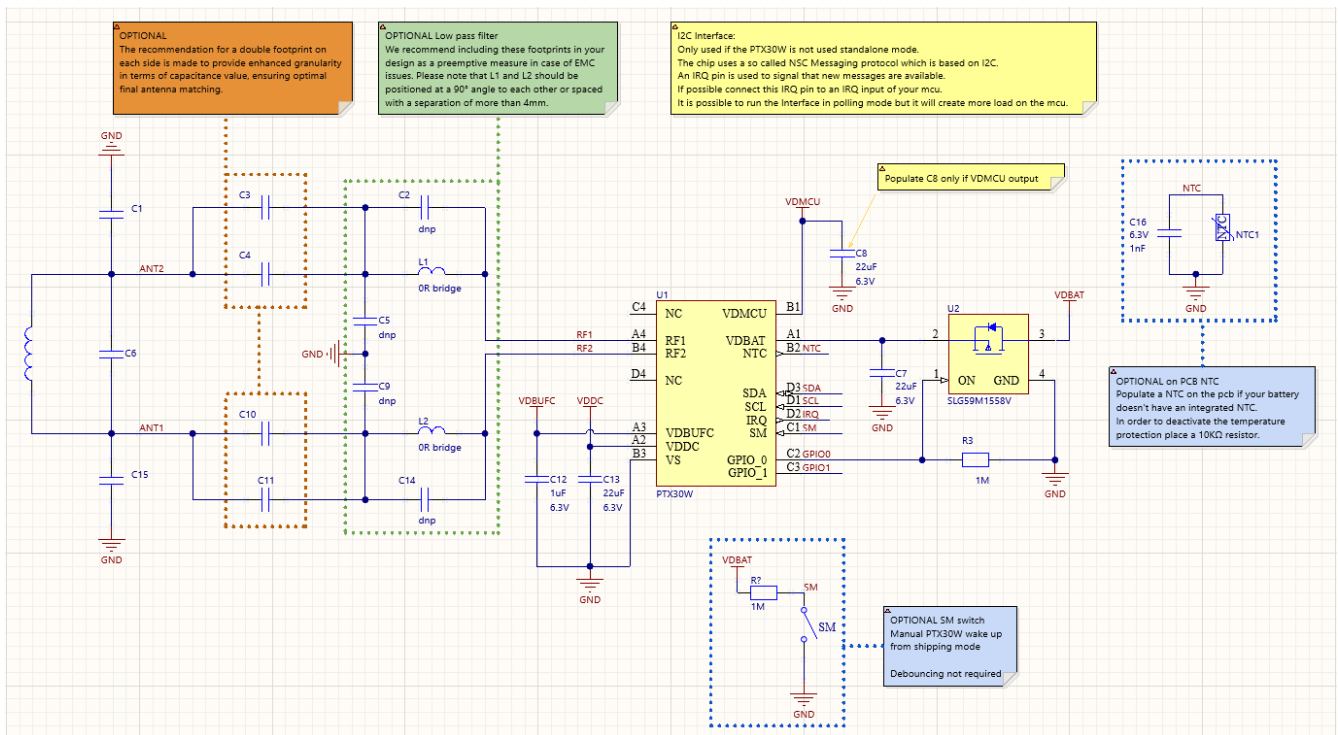 OPTIONAL
The recommendation for a double footprint on
each side is made to provide enhanced granularity
in terms of capacitance value, ensuring optimal
final antenna matching.
OPTIONAL Low pass filter
We recommend including these footprints in your
design as a preemptive measure in case of EMC
issues. Please note that L1 and L2 should be
positioned at a 90° angle to each other or spaced
with a separation of more than 4mm.
I2C Interface:
Only used if the PTX30W is not used standalone mode.
The chip uses a so called NSC Messaging protocol which is based on I2C.
An IRQ pin is used to signal that new messages are available.
If possible connect this IRQ pin to an IRQ input of your mcu.
It is possible to run the Interface in polling mode but it will create more load on the mcu.
GND
C1
C3
C4
ANT2
C6
C10
ANT1
C11
C15
GND
C2
dnp
L1
0R bridge
C5
dnp
GND
C9
dnp
L2
0R bridge
C14
dnp
RF1
RF2
VDBUFC
VDDC
C12
1uF
6.3V
C13
22uF
6.3V
GND
Populate C8 only if VDMCU output
VDMCU
C8
22uF
6.3V
GND
U1
C4 NC
A4 RF1
B4 RF2
D4 NC
A3 VDBUFC
A2 VDDC
B3 VS
VDMCU B1
VDBAT A1
NTC B2 NTC
SDA D3 SDA
SCL D1 SCL
IRQ D2 IRQ
SM C1 SM
GPIO_0 C2 GPIO0
GPIO_1 C3 GPIO1
PTX30W
C7
22uF
6.3V
GND
U2
VDBAT
2
3
1
4
ON GND
SLG59M1558V
R3
1M
GND
NTC
C16
6.3V
1nF
NTC
NTC1
GND
OPTIONAL on PCB NTC
Populate a NTC on the pcb if your battery
doesn't have an integrated NTC.
In order to deactivate the temperature
protection place a 10KΩ resistor.
VDBAT
R?
1M
SM
SM
GND
OPTIONAL SM switch
Manual PTX30W wake up
from shipping mode
Debouncing not required